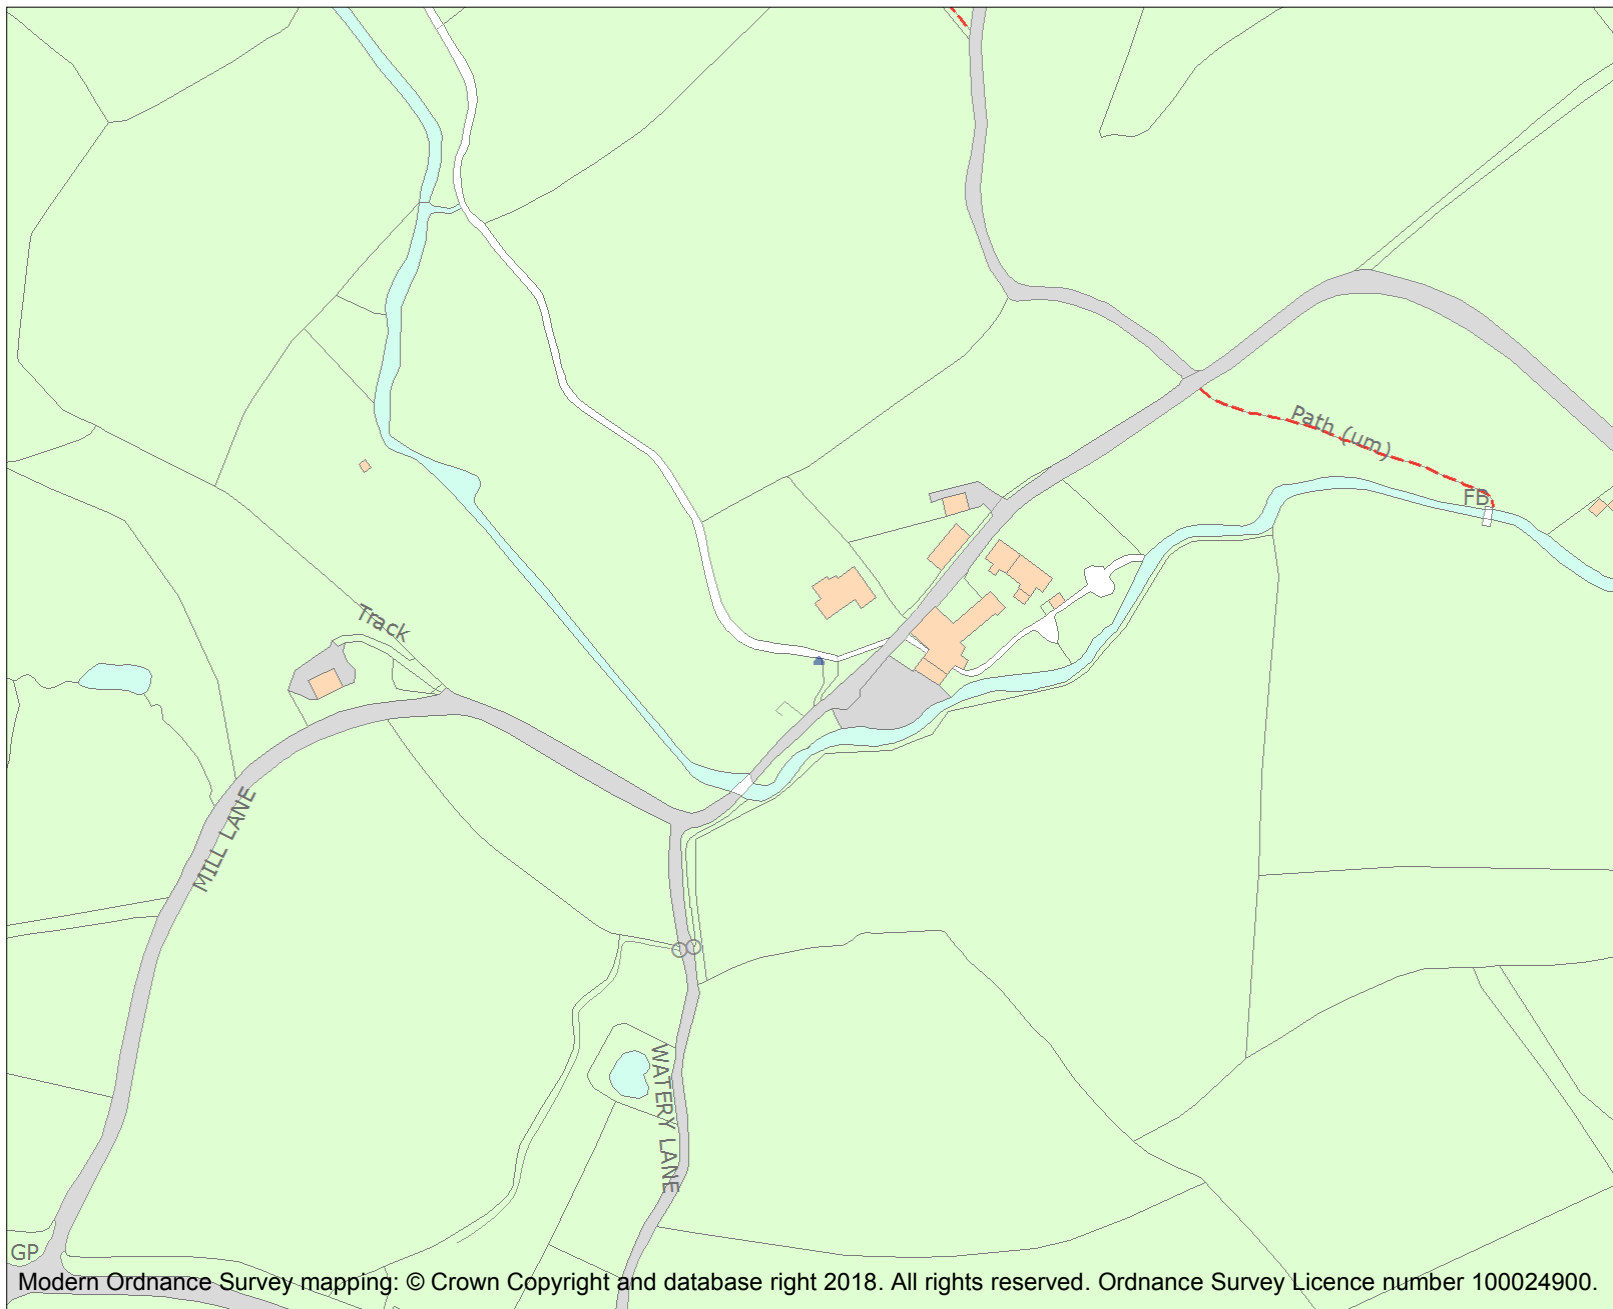 Path (um)
FB
Track
MILL LANE
WATERY LANE
GP
Modern Ordnance Survey mapping: © Crown Copyright and database right 2018. All rights reserved. Ordnance Survey Licence number 100024900.